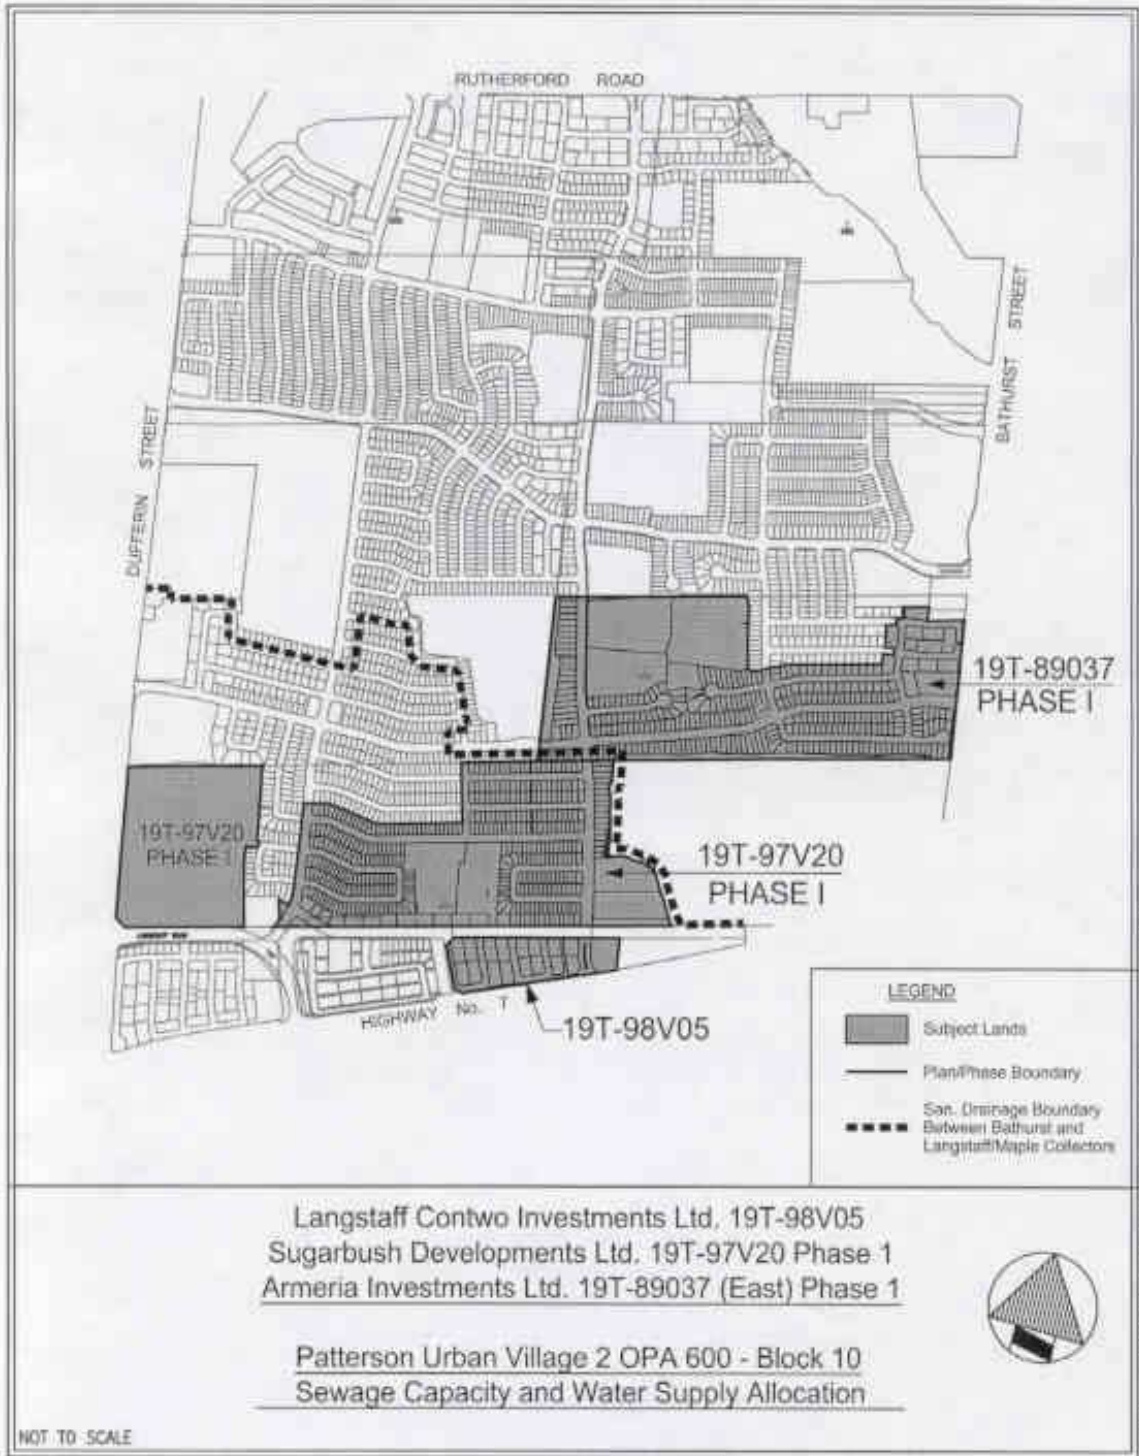 RUTHERFORD ROAD
BATHURST STREET
DUFFERIN STREET
19T-89037
PHASE I
19T-97V20
PHASE I
19T-97V20
PHASE I
HIGHWAY No. 7
19T-98V05
LEGEND
Subject Lands
Plan/Phase Boundary
San. Drainage Boundary
Between Bathurst and
Langstaff/Maple Collectors
Langstaff Contwo Investments Ltd. 19T-98V05
Sugarbush Developments Ltd. 19T-97V20 Phase 1
Armeria Investments Ltd. 19T-89037 (East) Phase 1
Patterson Urban Village 2 OPA 600 - Block 10
Sewage Capacity and Water Supply Allocation
NOT TO SCALE